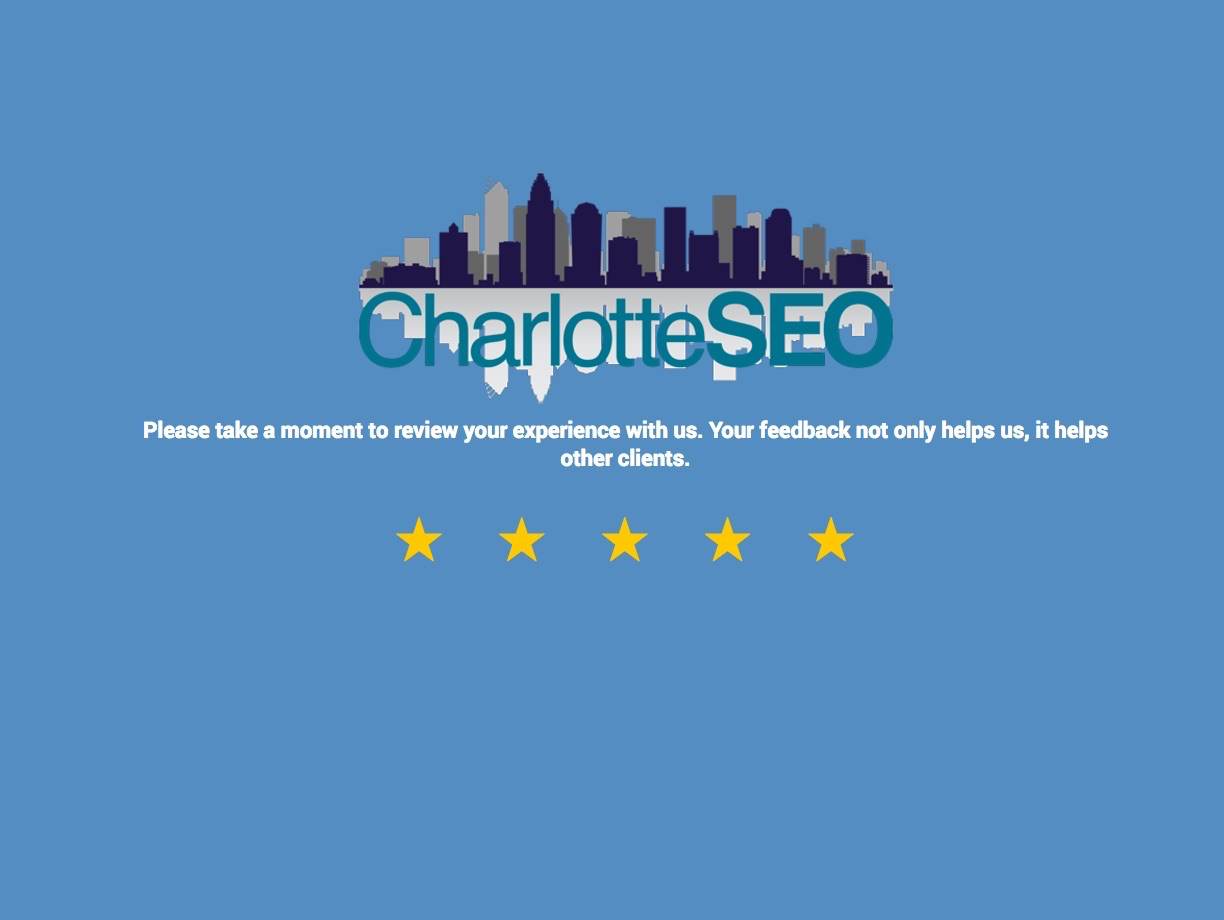 CharlotteSEO
Please take a moment to review your experience with us. Your feedback not only helps us, it helps
other clients.